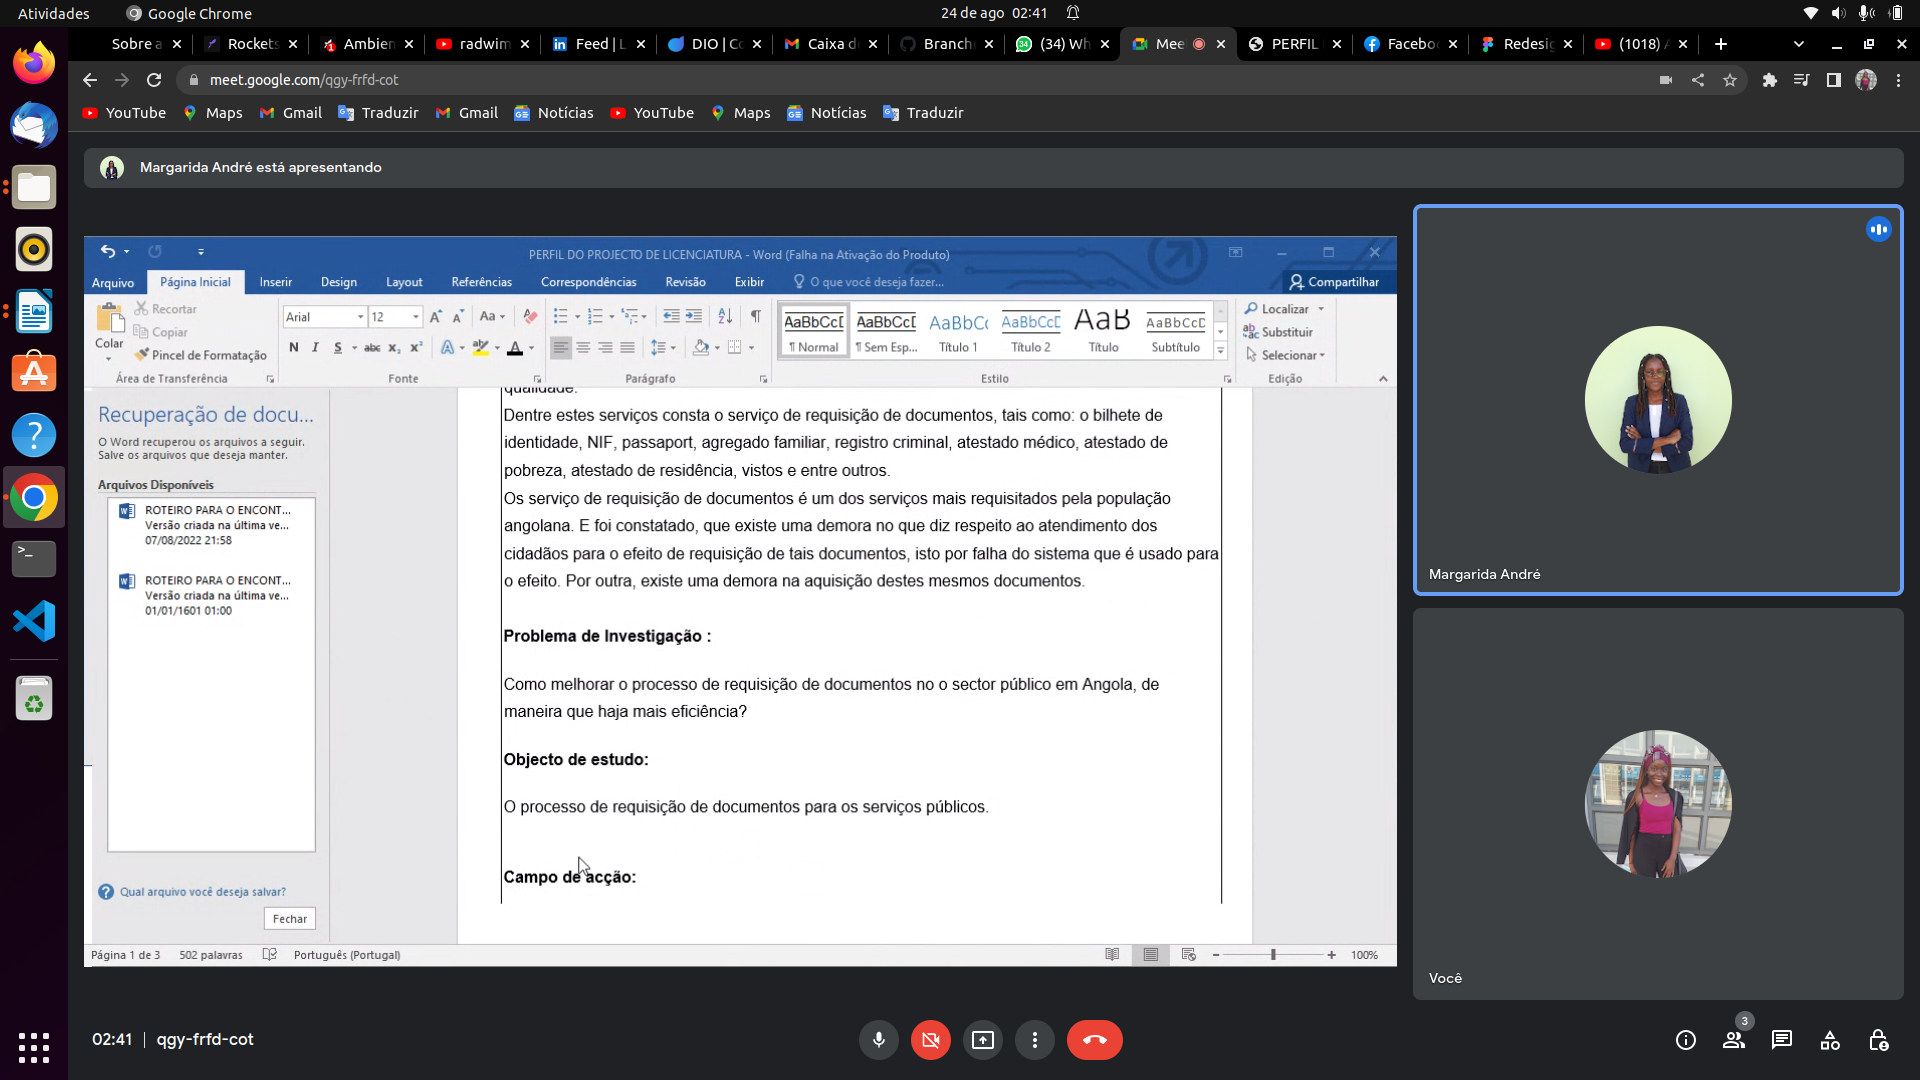 Atividades
Google Chrome
24 de ago 02:41
Sobre a
Rockets
Ambien
radwim
Feed | L
DIO | Co
Caixa d
Branch
(34) Wh
Mee
PERFIL
Facebo
Redesig
(1018)
meet.google.com/qgy-frfd-cot
YouTube
Maps
Gmail
Traduzir
Gmail
Notícias
YouTube
Maps
Notícias
Traduzir
Margarida André está apresentando
PERFIL DO PROJECTO DE LICENCIATURA - Word (Falha na Ativação do Produto)
Arquivo
Página Inicial
Inserir
Design
Layout
Referências
Correspondências
Revisão
Exibir
O que você deseja fazer...
Compartilhar
Colar
Recortar
Copiar
Pincel de Formatação
Área de Transferência
Arial
12
Aa
N I S abc x₂ x²
Fonte
Parágrafo
AaBbCcI
¶ Normal
AaBbCcI
¶ Sem Esp...
AaBbCc
Título 1
AaBbCcE
Título 2
AaB
Título
AaBbCcD
Subtítulo
Estilo
Localizar
Substituir
Selecionar
Edição
Recuperação de docu...
O Word recuperou os arquivos a seguir.
Salve os arquivos que deseja manter.
Arquivos Disponíveis
ROTEIRO PARA O ENCONT...
Versão criada na última ve...
07/08/2022 21:58
ROTEIRO PARA O ENCONT...
Versão criada na última ve...
01/01/1601 01:00
Qual arquivo você deseja salvar?
Fechar
qualidade.
Dentre estes serviços consta o serviço de requisição de documentos, tais como: o bilhete de
identidade, NIF, passaport, agregado familiar, registro criminal, atestado médico, atestado de
pobreza, atestado de residência, vistos e entre outros.
Os serviço de requisição de documentos é um dos serviços mais requisitados pela população
angolana. E foi constatado, que existe uma demora no que diz respeito ao atendimento dos
cidadãos para o efeito de requisição de tais documentos, isto por falha do sistema que é usado para
o efeito. Por outra, existe uma demora na aquisição destes mesmos documentos.
Problema de Investigação :
Como melhorar o processo de requisição de documentos no o sector público em Angola, de
maneira que haja mais eficiência?
Objecto de estudo:
O processo de requisição de documentos para os serviços públicos.
Campo de acção:
Página 1 de 3
502 palavras
Português (Portugal)
100%
Margarida André
Você
02:41 | qgy-frfd-cot
3